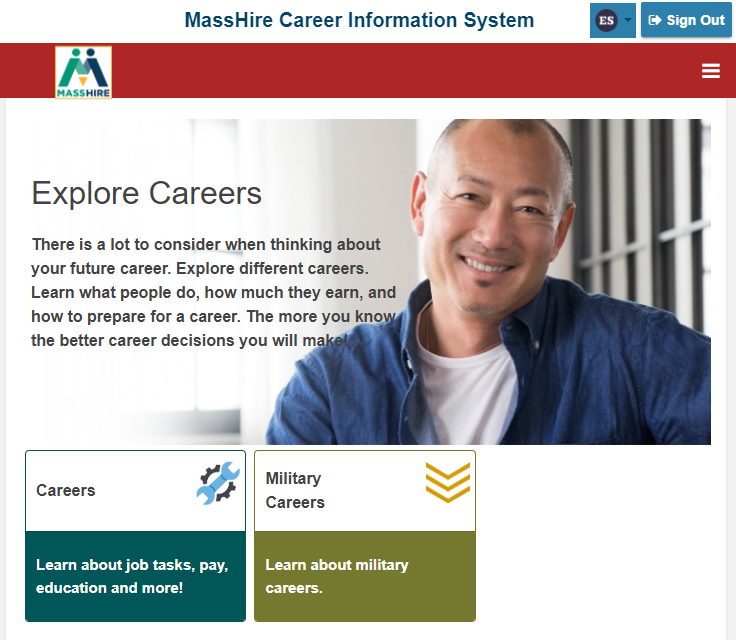 MassHire Career Information System
ES
Sign Out
MASSHIRE
Explore Careers
There is a lot to consider when thinking about
your future career. Explore different careers.
Learn what people do, how much they earn, and
how to prepare for a career. The more you know
the better career decisions you will make!
Careers
Military
Careers
Learn about job tasks, pay,
education and more!
Learn about military
careers.